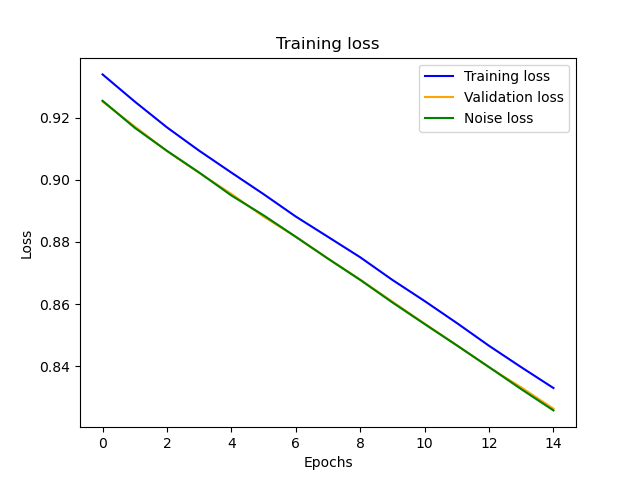 Training loss
Training loss
Validation loss
Noise loss
0.92
0.90
0.88
0.86
0.84
Loss
0 2 4 6 8 10 12 14
Epochs